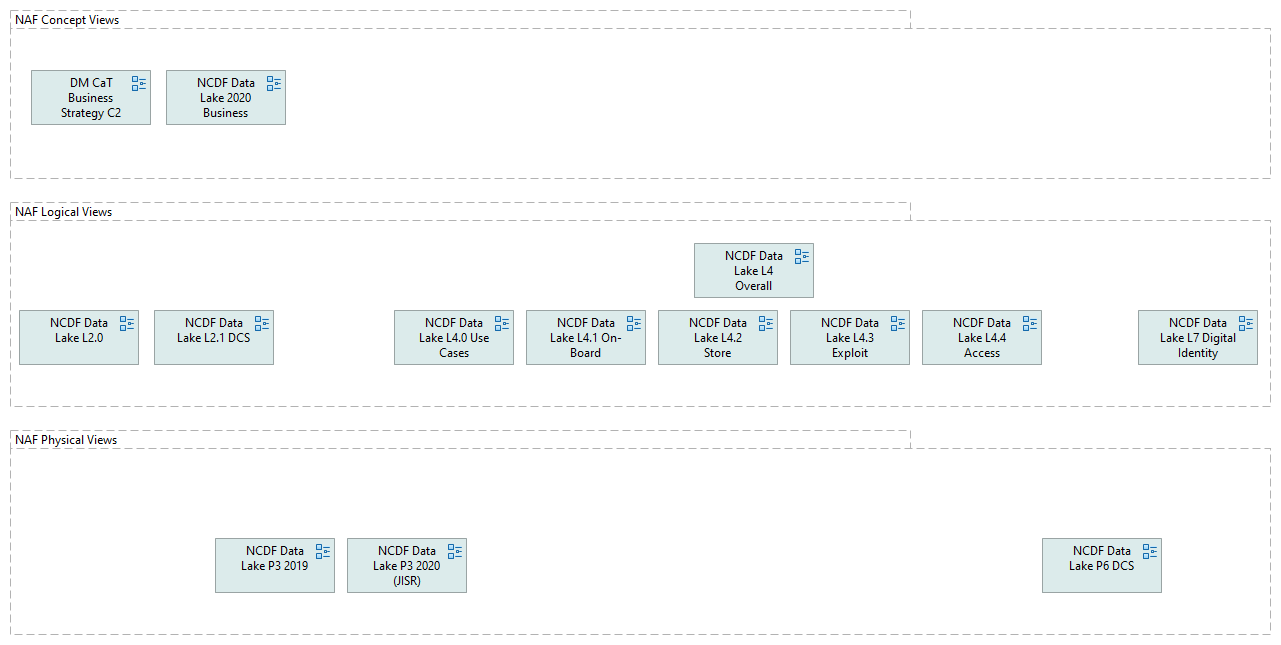 NAF Concept Views
DM CaT
Business
Strategy C2
NCDF Data
Lake 2020
Business
NAF Logical Views
NCDF Data
Lake L4
Overall
NCDF Data
Lake L2.0
NCDF Data
Lake L2.1 DCS
NCDF Data
Lake L4.0 Use
Cases
NCDF Data
Lake L4.1 On-
Board
NCDF Data
Lake L4.2
Store
NCDF Data
Lake L4.3
Exploit
NCDF Data
Lake L4.4
Access
NCDF Data
Lake L7 Digital
Identity
NAF Physical Views
NCDF Data
Lake P3 2019
NCDF Data
Lake P3 2020
(JISR)
NCDF Data
Lake P6 DCS